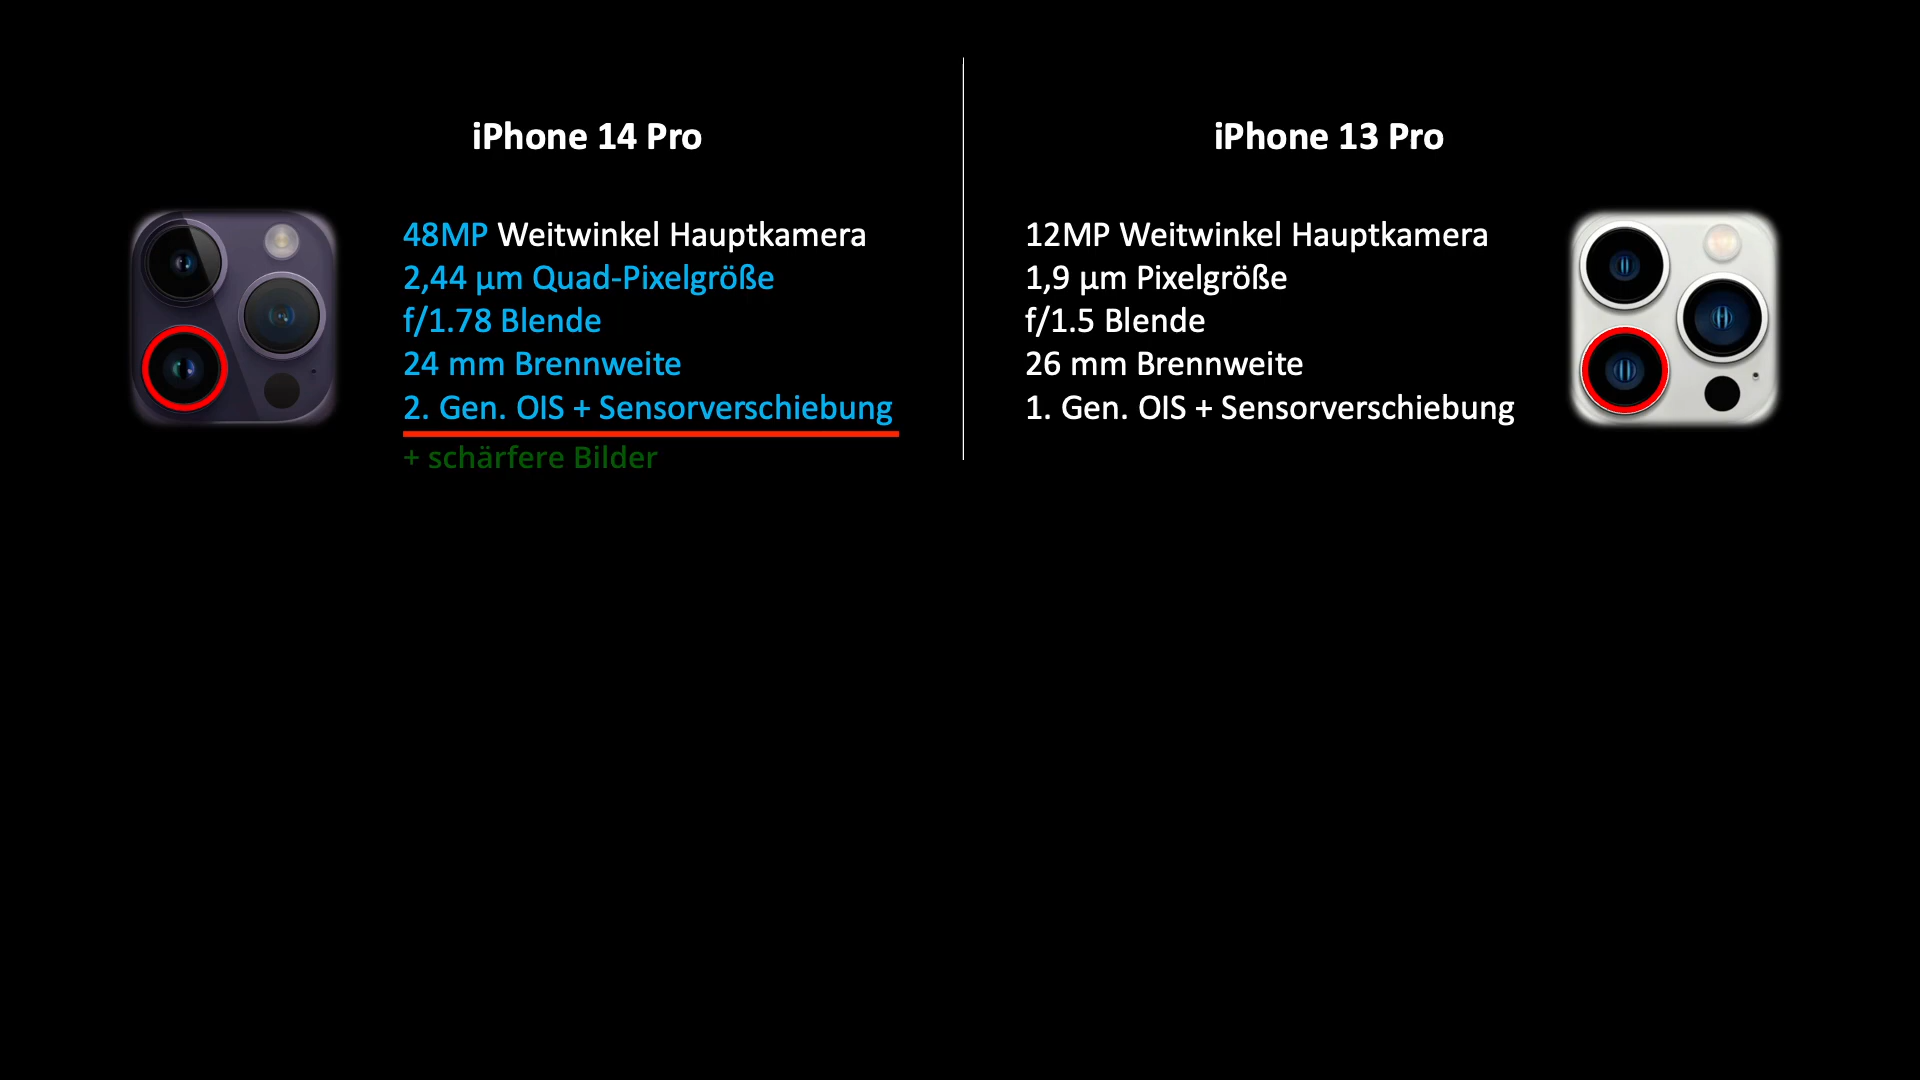 iPhone 14 Pro
48MP Weitwinkel Hauptkamera
2,44 µm Quad-Pixelgröße
f/1.78 Blende
24 mm Brennweite
2. Gen. OIS + Sensorverschiebung
+ schärfere Bilder
iPhone 13 Pro
12MP Weitwinkel Hauptkamera
1,9 µm Pixelgröße
f/1.5 Blende
26 mm Brennweite
1. Gen. OIS + Sensorverschiebung